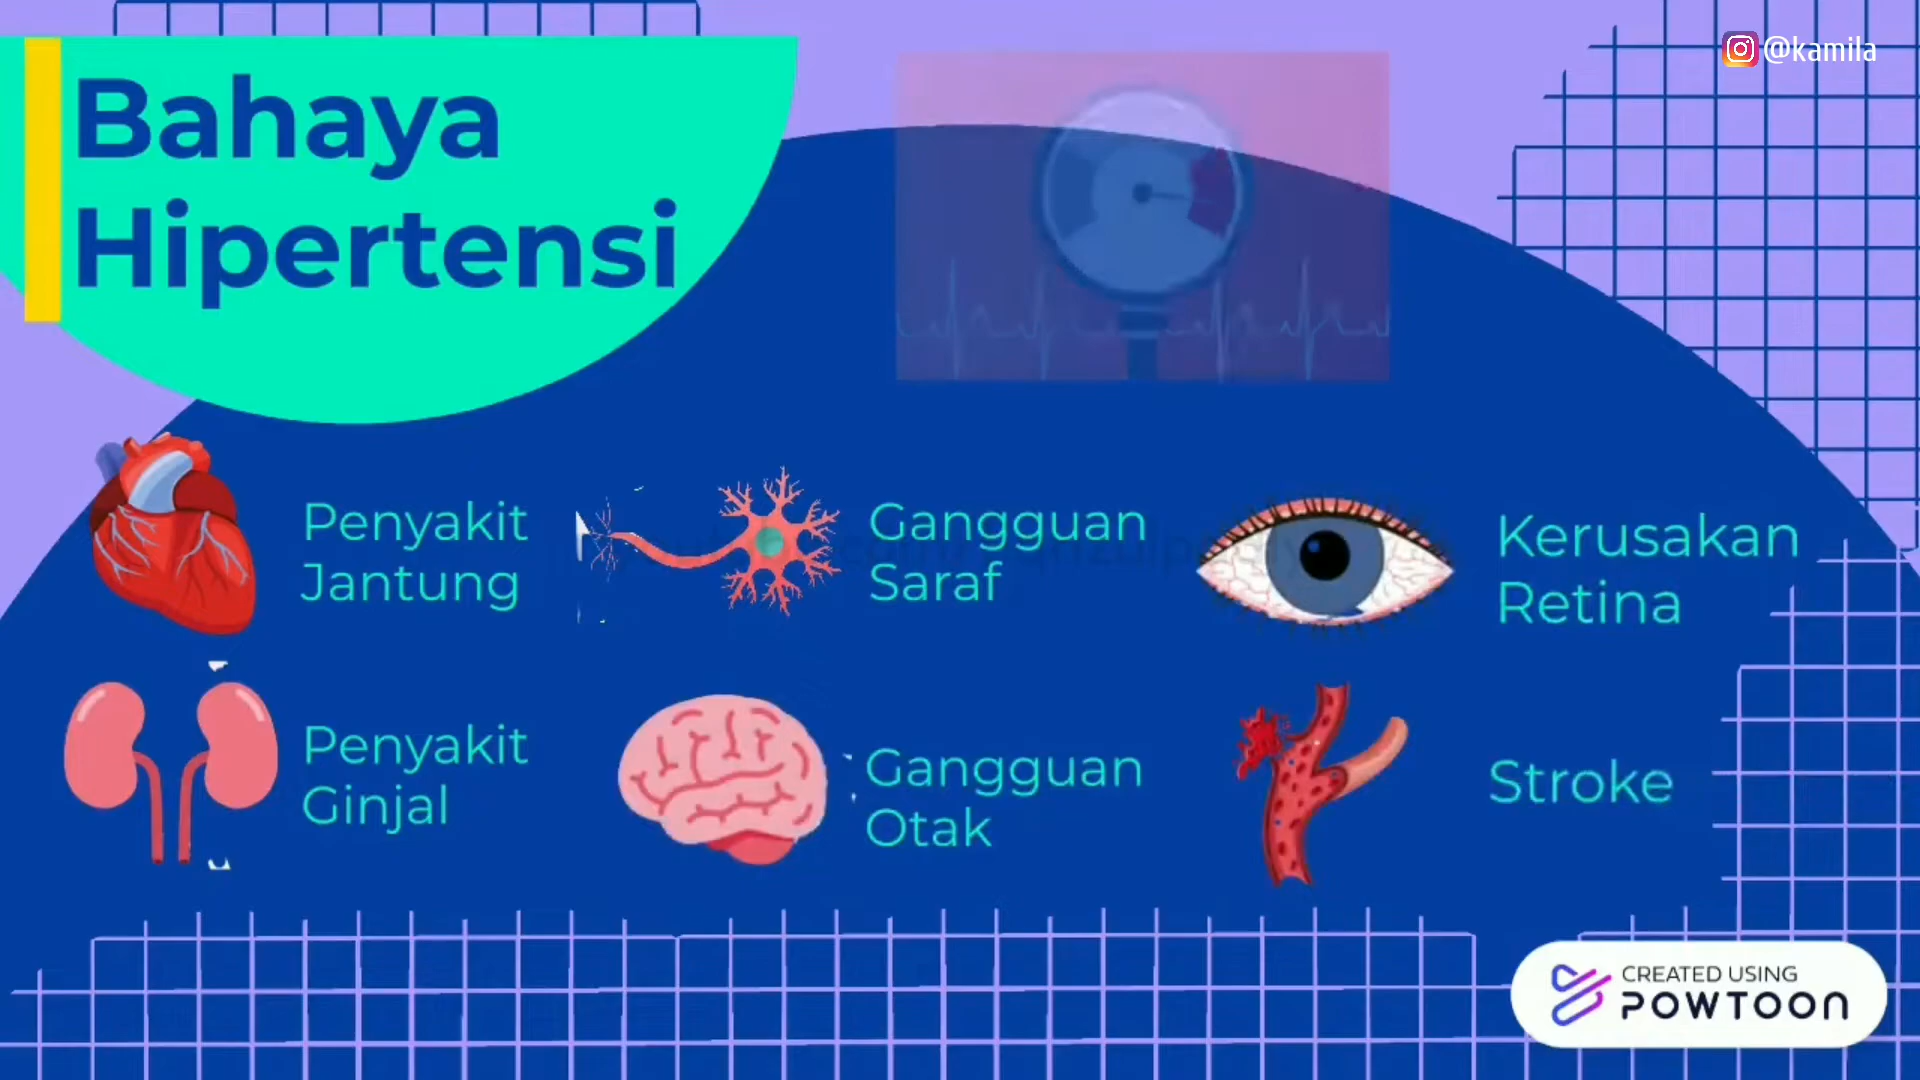 @kamila
Bahaya
Hipertensi
Penyakit
Jantung
Gangguan
Saraf
Kerusakan
Retina
Penyakit
Ginjal
Gangguan
Otak
Stroke
CREATED USING
POWTOON